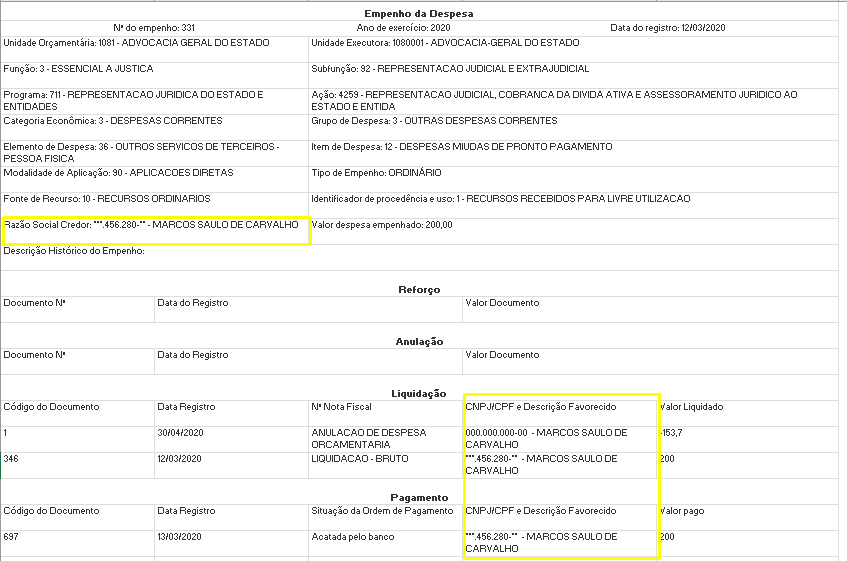 Empenho da Despesa
Nº do empenho: 331 Ano de exercício: 2020 Data do registro: 12/03/2020
Unidade Orçamentária: 1081 - ADVOCACIA GERAL DO ESTADO Unidade Executora: 1080001 - ADVOCACIA-GERAL DO ESTADO
Função: 3 - ESSENCIAL A JUSTICA Subfunção: 92 - REPRESENTACAO JUDICIAL E EXTRAJUDICIAL
Programa: 711 - REPRESENTACAO JURIDICA DO ESTADO E ENTIDADES
Ação: 4259 - REPRESENTACAO JUDICIAL, COBRANCA DA DIVIDA ATIVA E ASSESSORAMENTO JURIDICO AO ESTADO E ENTIDA
Categoria Econômica: 3 - DESPESAS CORRENTES Grupo de Despesa: 3 - OUTRAS DESPESAS CORRENTES
Elemento de Despesa: 36 - OUTROS SERVICOS DE TERCEIROS - PESSOA FISICA
Item de Despesa: 12 - DESPESAS MIUDAS DE PRONTO PAGAMENTO
Modalidade de Aplicação: 90 - APLICACOES DIRETAS Tipo de Empenho: ORDINÁRIO
Fonte de Recurso: 10 - RECURSOS ORDINARIOS Identificador de procedência e uso: 1 - RECURSOS RECEBIDOS PARA LIVRE UTILIZACAO
Razão Social Credor: ***.456.280-** - MARCOS SAULO DE CARVALHO Valor despesa empenhado: 200,00
Descrição Histórico do Empenho:
Reforço
Documento Nº Data do Registro Valor Documento
Anulação
Documento Nº Data do Registro Valor Documento
Liquidação
Código do Documento Data Registro Nº Nota Fiscal CNPJ/CPF e Descrição Favorecido Valor Liquidado
1 30/04/2020 ANULACAO DE DESPESA ORCAMENTARIA 000.000.000-00 - MARCOS SAULO DE CARVALHO -153,7
346 12/03/2020 LIQUIDACAO - BRUTO ***.456.280-** - MARCOS SAULO DE CARVALHO 200
Pagamento
Código do Documento Data Registro Situação da Ordem de Pagamento CNPJ/CPF e Descrição Favorecido Valor pago
697 13/03/2020 Acatada pelo banco ***.456.280-** - MARCOS SAULO DE CARVALHO 200